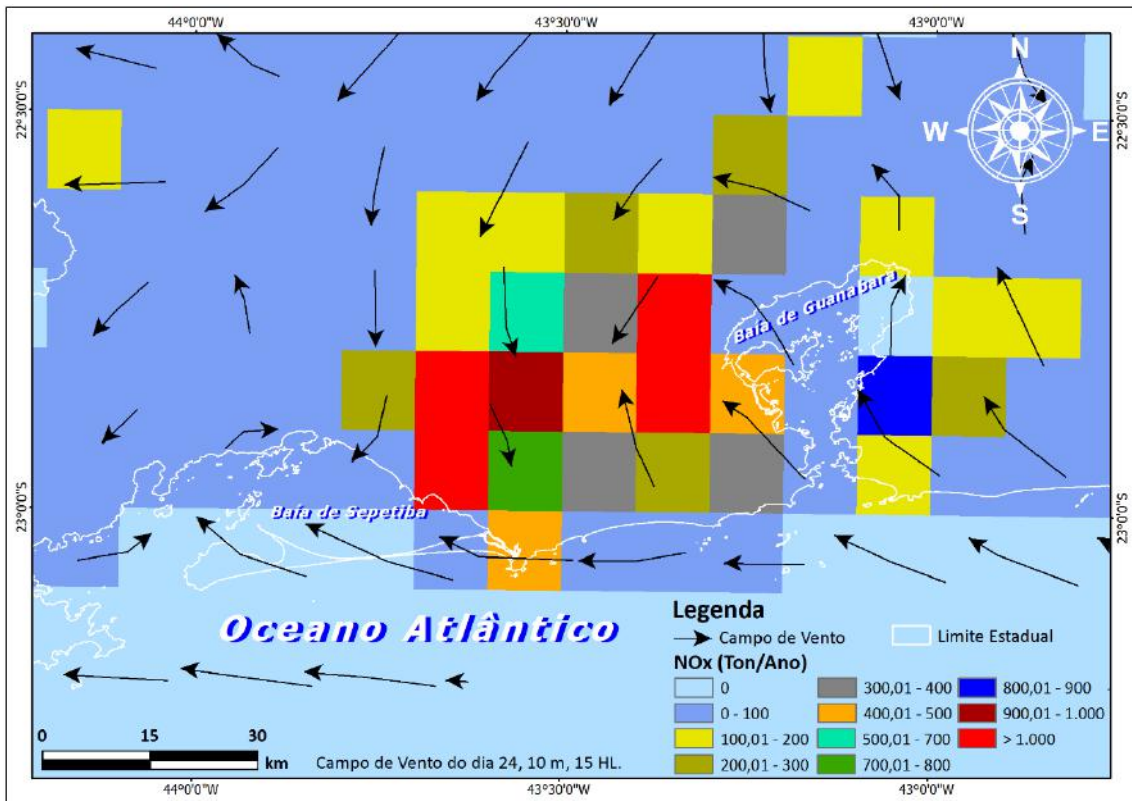 44°0'0"W 43°30'0"W 43°0'0"W
22°30'0"S 22°30'0"S
N
W E
S
Baía de Guanabara
23°0'0"S 23°0'0"S
Baía de Sepetiba
Oceano Atlântico
Legenda
Campo de Vento Limite Estadual
NOx (Ton/Ano)
0 300,01 - 400 800,01 - 900
0 - 100 400,01 - 500 900,01 - 1.000
100,01 - 200 500,01 - 700 > 1.000
200,01 - 300 700,01 - 800
0 15 30
km
Campo de Vento do dia 24, 10 m, 15 HL.
44°0'0"W 43°30'0"W 43°0'0"W